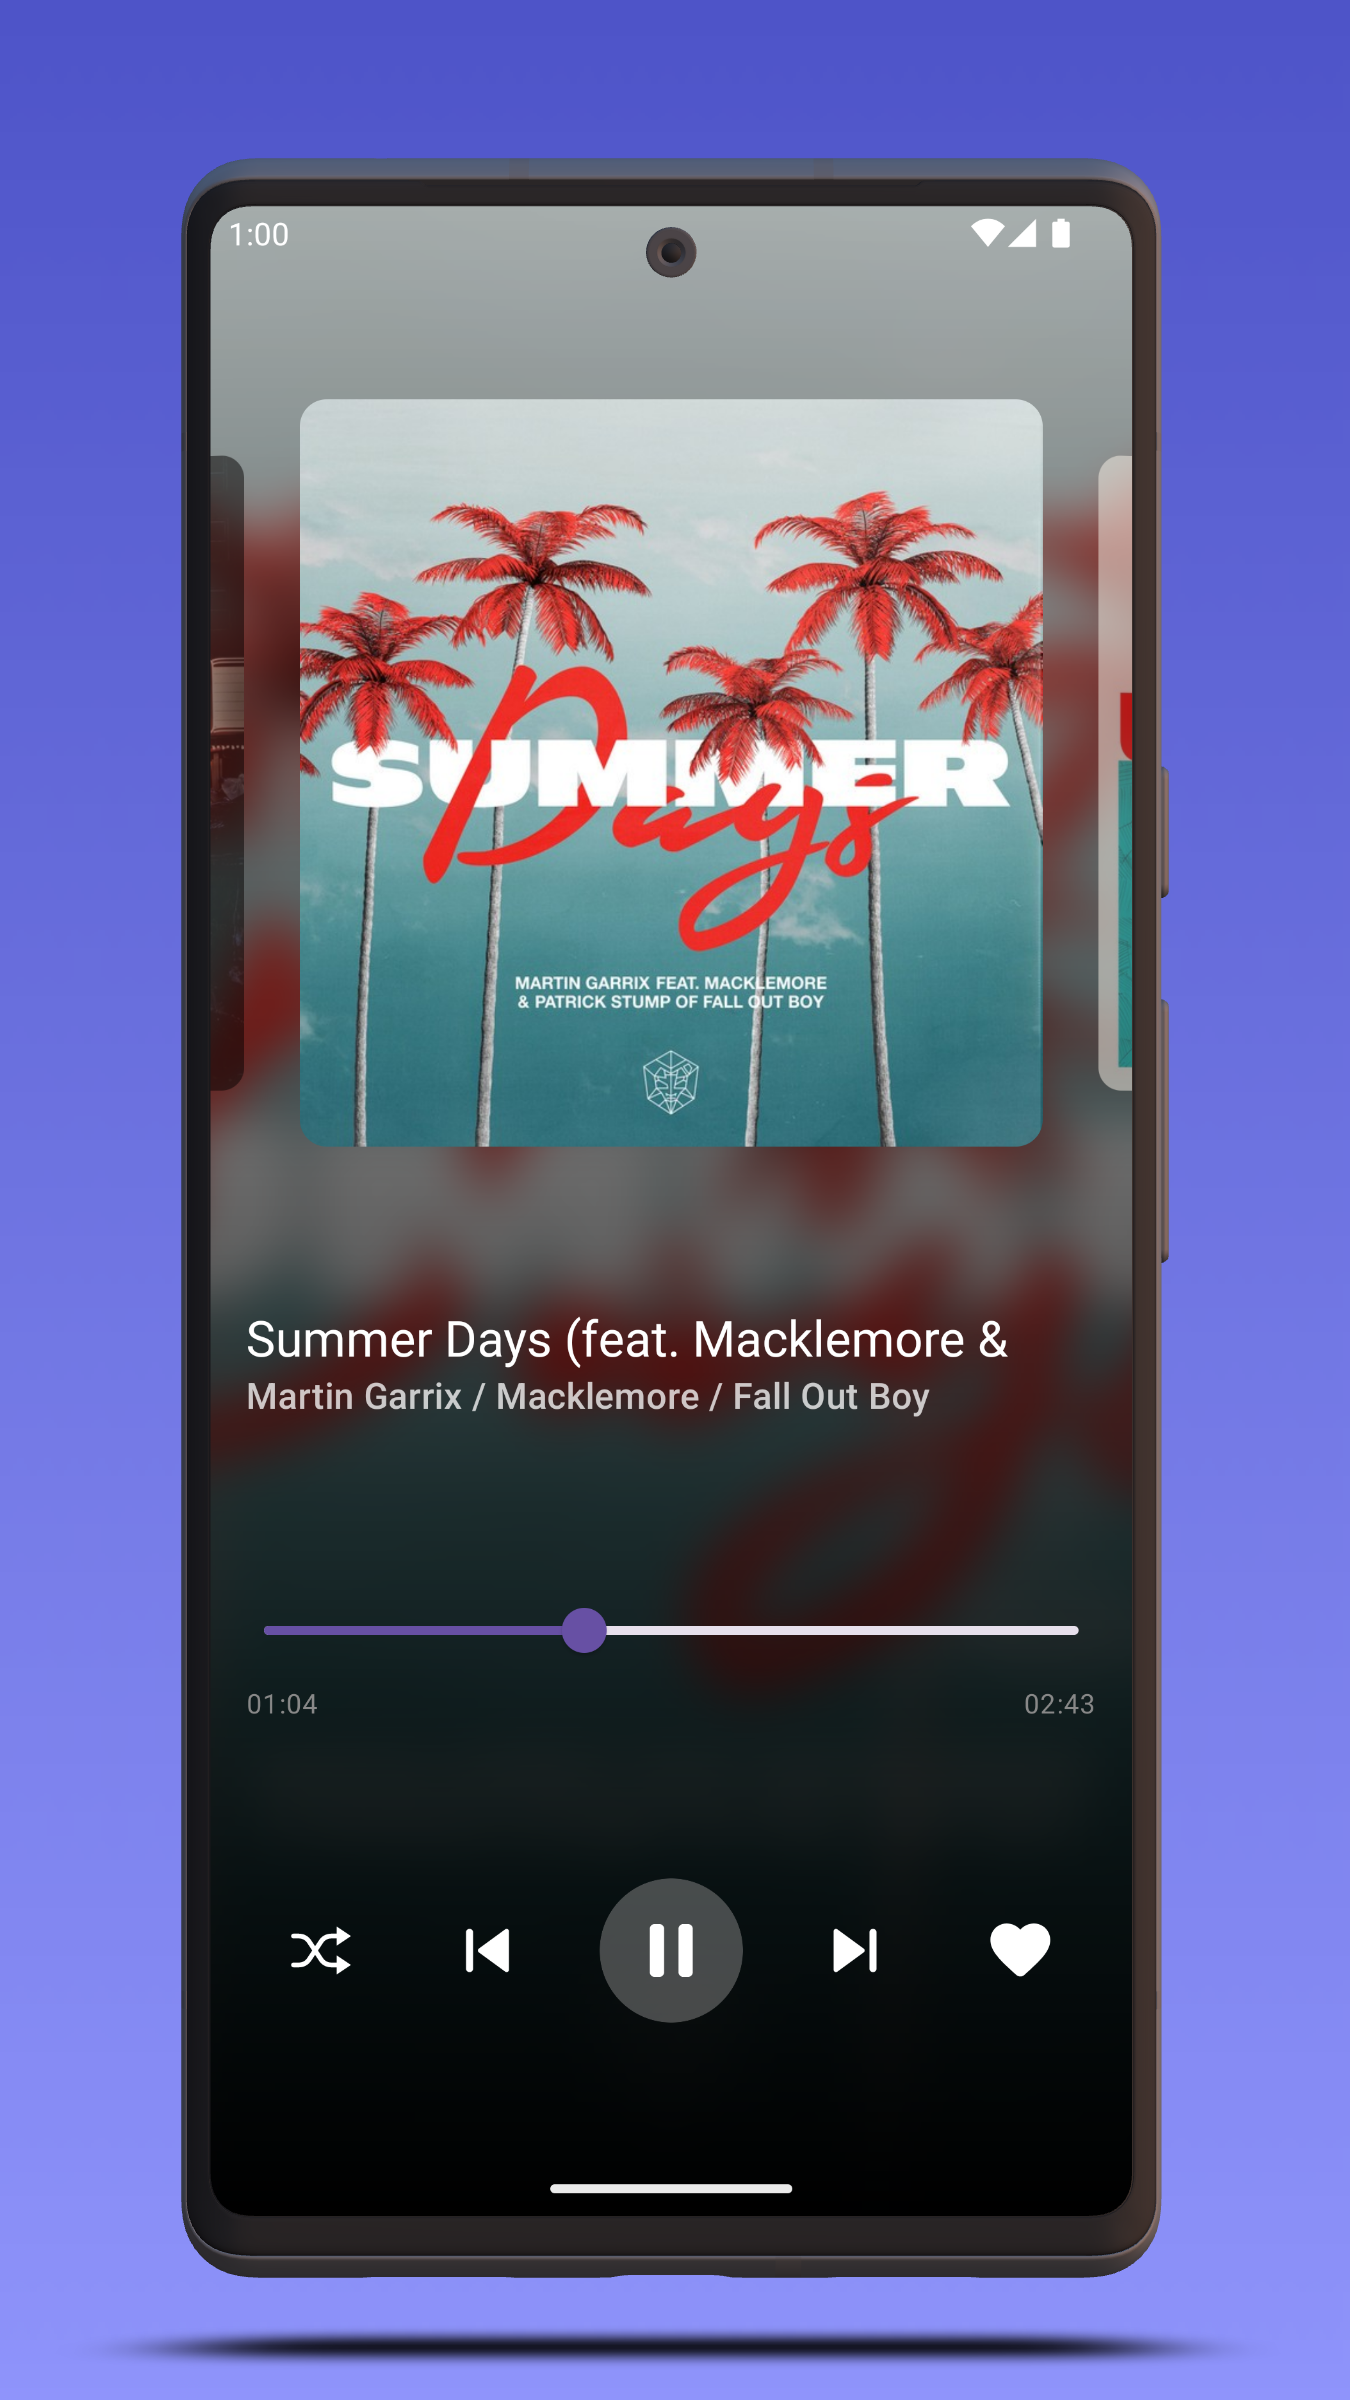 1:00
SUMMER
Days
MARTIN GARRIX FEAT. MACKLEMORE
& PATRICK STUMP OF FALL OUT BOY
Summer Days (feat. Macklemore &
Martin Garrix / Macklemore / Fall Out Boy
01:04
02:43